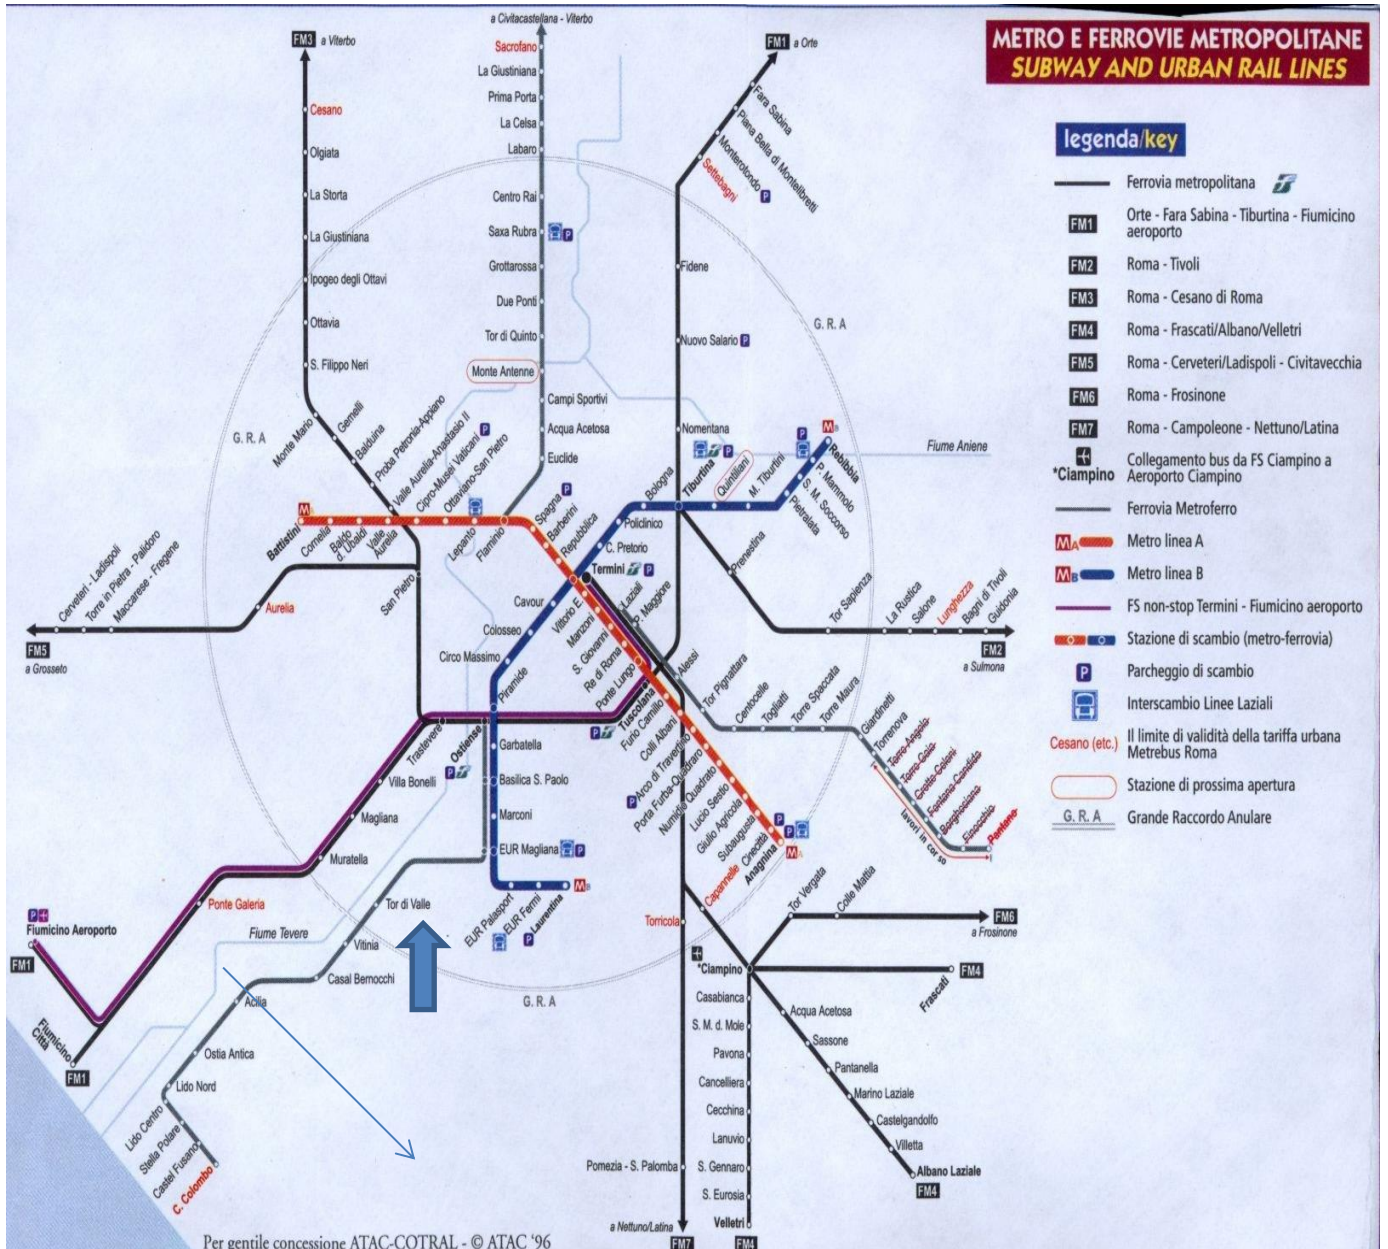 METRO E FERROVIE METROPOLITANE
SUBWAY AND URBAN RAIL LINES
legenda/key
Ferrovia metropolitana
FM1 Orte - Fara Sabina - Tiburtina - Fiumicino
aeroporto
FM2 Roma - Tivoli
FM3 Roma - Cesano di Roma
FM4 Roma - Frascati/Albano/Velletri
FM5 Roma - Cerveteri/Ladispoli - Civitavecchia
FM6 Roma - Frosinone
FM7 Roma - Campoleone - Nettuno/Latina
*Ciampino Collegamento bus da FS Ciampino a
Aeroporto Ciampino
Ferrovia Metroferro
MA Metro linea A
MB Metro linea B
FS non-stop Termini - Fiumicino aeroporto
Stazione di scambio (metro-ferrovia)
P Parcheggio di scambio
Interscambio Linee Laziali
Cesano (etc.) Il limite di validità della tariffa urbana
Metrebus Roma
Stazione di prossima apertura
G. R. A Grande Raccordo Anulare
FM3 a Viterbo
Cesano
Olgiata
La Storta
La Giustiniana
Ipogeo degli Ottavi
Ottavia
S. Filippo Neri
Monte Mario
Gemelli
Balduina
Proba Petronia-Appiano
Valle Aurelia-Anastasio II
Cipro-Musei Vaticani P
Ottaviano-San Pietro
a Civitacastellana - Viterbo
Sacrofano
La Giustiniana
Prima Porta
La Celsa
Labaro
Centro Rai
Saxa Rubra P
Grottarossa
Due Ponti
Tor di Quinto
Monte Antenne
Campi Sportivi
Acqua Acetosa
Euclide
FM1 a Orte
Fara Sabina
Piana Bella di Montelibretti
Monterotondo P
Settebagni
Fidene
Nuovo Salario P
Nomentana
G. R. A
G. R. A
Fiume Aniene
MA
Battistini
Cornelia
Baldo
d. Ubaldi
Valle
Aurelia
Lepanto
Flaminio
Spagna P
Barberini
Repubblica
Termini P
Vittorio E.
Manzoni
S. Giovanni
Re di Roma
Ponte Lungo
Furio Camillo
Colli Albani
P Arco di Travertino
Porta Furba-Quadraro
Numidio Quadrato
Lucio Sestio
Giulio Agricola
Subaugusta
Cinecittà P
Anagnina P
MA
MB
Rebibbia
P
P. Mammolo
S. M. Soccorso
Pietralata
M. Tiburtini
Quintiliani
Tiburtina P
Bologna
Policlinico
C. Pretorio
Cavour
Colosseo
Circo Massimo
Piramide
Garbatella
Basilica S. Paolo
Marconi
EUR Magliana P
EUR Palasport
EUR Fermi
P Laurentina
MB
Laziali
P. Maggiore
Alessi
Tor Pignattara
Centocelle
Togliatti
Torre Spaccata
Torre Maura
Giardinetti
Torrenova
Torre Angela
Torre Gaia
Grotte Celoni
Fontana Candida
Borghesiana
Finocchio
Pantano
lavori in corso
Prenestina
Tor Sapienza
La Rustica
Salone
Lunghezza
Bagni di Tivoli
Guidonia
FM2
a Sulmona
Cerveteri - Ladispoli
Torre in Pietra - Palidoro
Maccarese - Fregene
Aurelia
FM5
a Grosseto
San Pietro
Trastevere
Ostiense
P
P Tuscolana
Villa Bonelli
Magliana
Muratella
Ponte Galeria
P
Fiumicino Aeroporto
FM1
Fiumicino
Città
FM1
Fiume Tevere
Tor di Valle
Vitinia
Casal Bernocchi
Acilia
Ostia Antica
Lido Nord
Lido Centro
Stella Polare
Castel Fusano
C. Colombo
G. R. A
Torricola
Capannelle
Tor Vergata
Colle Mattia
FM6
a Frosinone
*Ciampino
FM4
Frascati
Casabianca
S. M. d. Mole
Pavona
Cancelliera
Cecchina
Lanuvio
S. Gennaro
S. Eurosia
Velletri
FM4
Acqua Acetosa
Sassone
Pantanella
Marino Laziale
Castelgandolfo
Villetta
Albano Laziale
FM4
Pomezia - S. Palomba
a Nettuno/Latina
FM7
Per gentile concessione ATAC-COTRAL - © ATAC '96